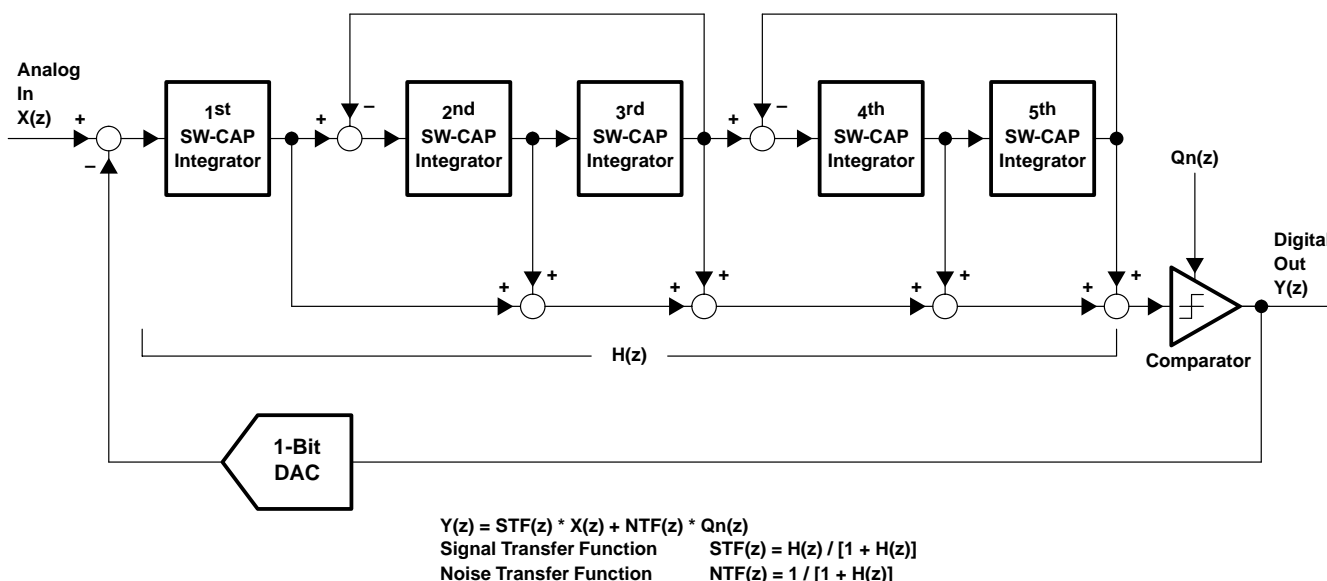 Analog
In
X(z)
+
−
1st
SW-CAP
Integrator
+
−
2nd
SW-CAP
Integrator
3rd
SW-CAP
Integrator
+
−
4th
SW-CAP
Integrator
5th
SW-CAP
Integrator
Qn(z)
Digital
Out
Y(z)
+
+
+
+
+
+
+
+
Comparator
H(z)
1-Bit
DAC
Y(z) = STF(z) * X(z) + NTF(z) * Qn(z)
Signal Transfer Function STF(z) = H(z) / [1 + H(z)]
Noise Transfer Function NTF(z) = 1 / [1 + H(z)]